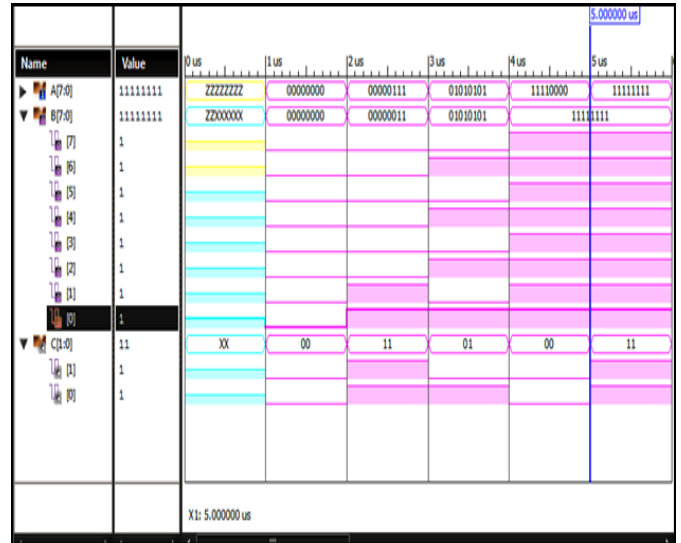 5.000000 us
Name Value 0 us 1 us 2 us 3 us 4 us 5 us
A[7:0] 11111111 ZZZZZZZZ 00000000 00000111 01010101 11110000 11111111
B[7:0] 11111111 ZZXXXXXX 00000000 00000011 01010101 11111111
[7] 1
[6] 1
[5] 1
[4] 1
[3] 1
[2] 1
[1] 1
[0] 1
C[1:0] 11 XX 00 11 01 00 11
[1] 1
[0] 1
X1: 5.000000 us